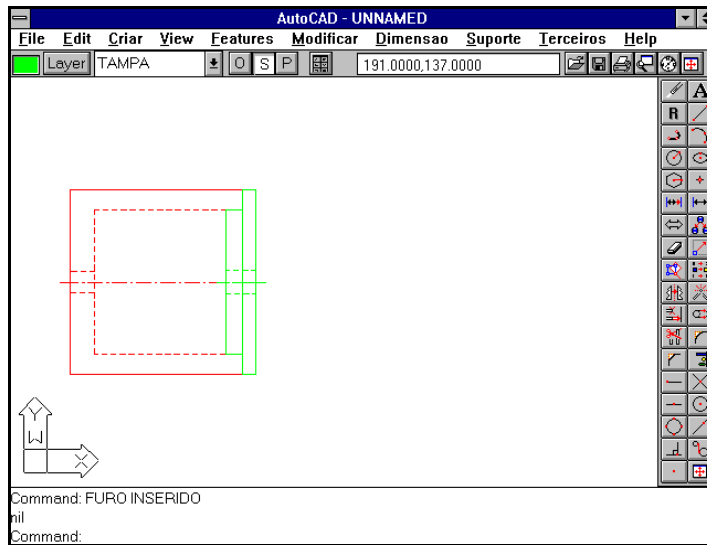 AutoCAD - UNNAMED
File Edit Criar View Features Modificar Dimensao Suporte Terceiros Help
Layer TAMPA O S P 191.0000,137.0000
A
R
Y
W
X
Command: FURO INSERIDO
nil
Command: